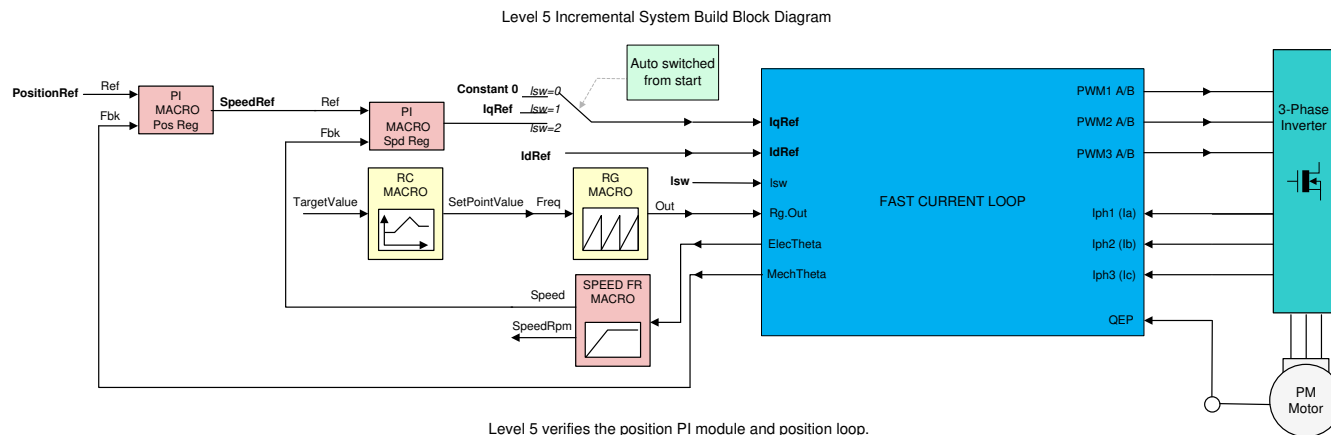 Level 5 Incremental System Build Block Diagram
PositionRef
Ref
Fbk
PI
MACRO
Pos Reg
SpeedRef
Ref
Fbk
PI
MACRO
Spd Reg
Constant 0
Isw=0
IqRef
Isw=1
Isw=2
Auto switched
from start
IdRef
Isw
TargetValue
RC
MACRO
SetPointValue
Freq
RG
MACRO
Out
Speed
SpeedRpm
SPEED FR
MACRO
IqRef
IdRef
Isw
Rg.Out
ElecTheta
MechTheta
FAST CURRENT LOOP
PWM1 A/B
PWM2 A/B
PWM3 A/B
Iph1 (Ia)
Iph2 (Ib)
Iph3 (Ic)
QEP
3-Phase
Inverter
PM
Motor
Level 5 verifies the position PI module and position loop.